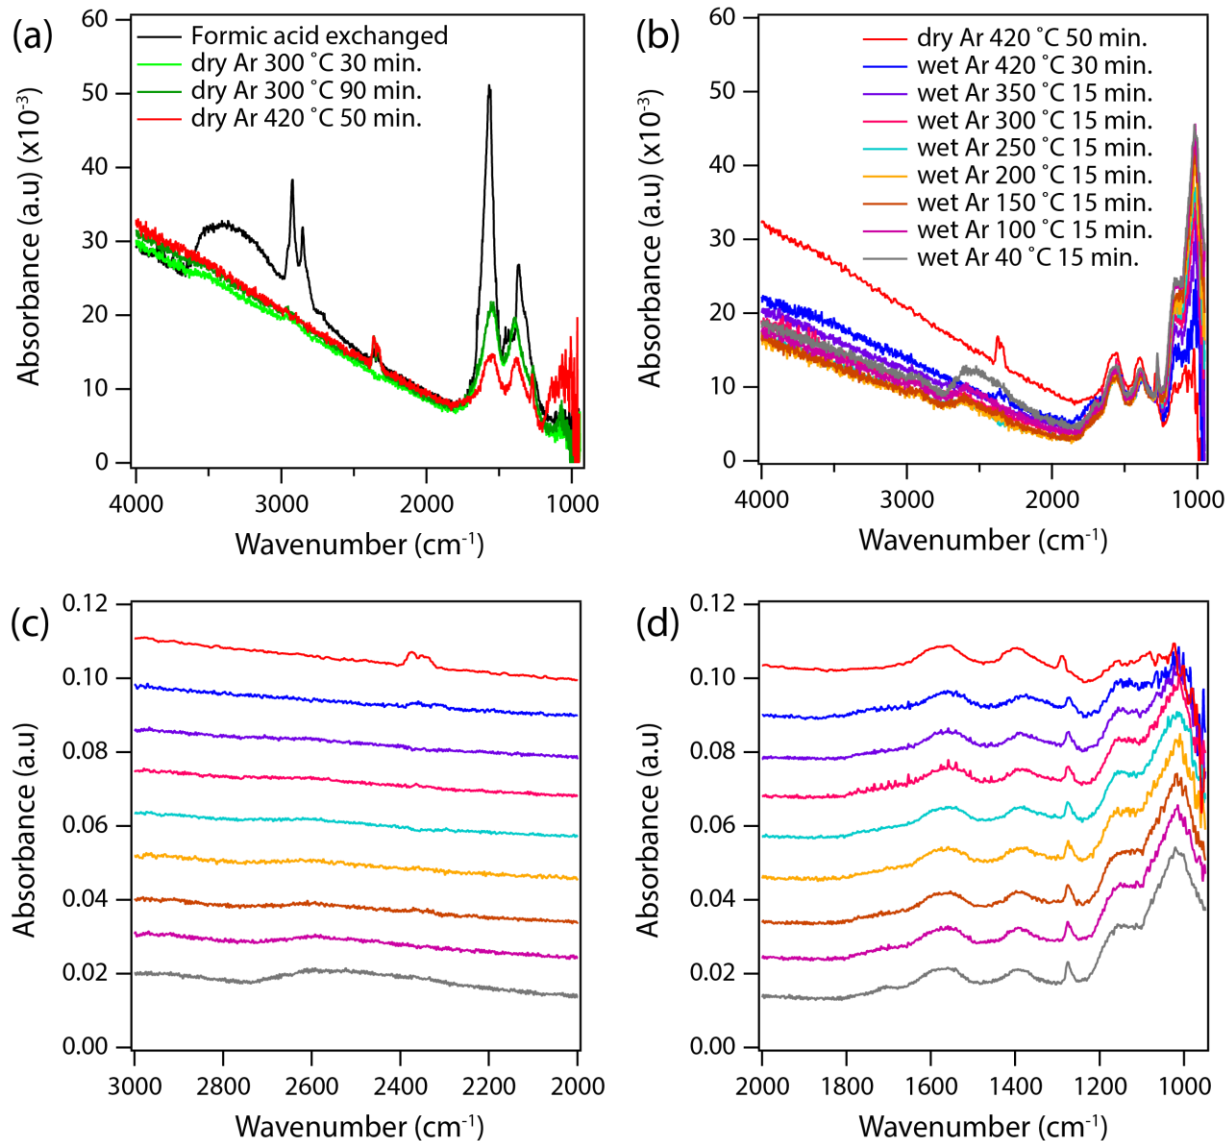 (a)
60
50
40
30
20
10
0
Absorbance (a.u) (x10⁻³)
Formic acid exchanged
dry Ar 300 ˚C 30 min.
dry Ar 300 ˚C 90 min.
dry Ar 420 ˚C 50 min.
4000 3000 2000 1000
Wavenumber (cm⁻¹)
(b)
60
50
40
30
20
10
0
Absorbance (a.u) (x10⁻³)
dry Ar 420 ˚C 50 min.
wet Ar 420 ˚C 30 min.
wet Ar 350 ˚C 15 min.
wet Ar 300 ˚C 15 min.
wet Ar 250 ˚C 15 min.
wet Ar 200 ˚C 15 min.
wet Ar 150 ˚C 15 min.
wet Ar 100 ˚C 15 min.
wet Ar 40 ˚C 15 min.
4000 3000 2000 1000
Wavenumber (cm⁻¹)
(c)
0.12
0.10
0.08
0.06
0.04
0.02
0.00
Absorbance (a.u)
3000 2800 2600 2400 2200 2000
Wavenumber (cm⁻¹)
(d)
0.12
0.10
0.08
0.06
0.04
0.02
0.00
Absorbance (a.u)
2000 1800 1600 1400 1200 1000
Wavenumber (cm⁻¹)